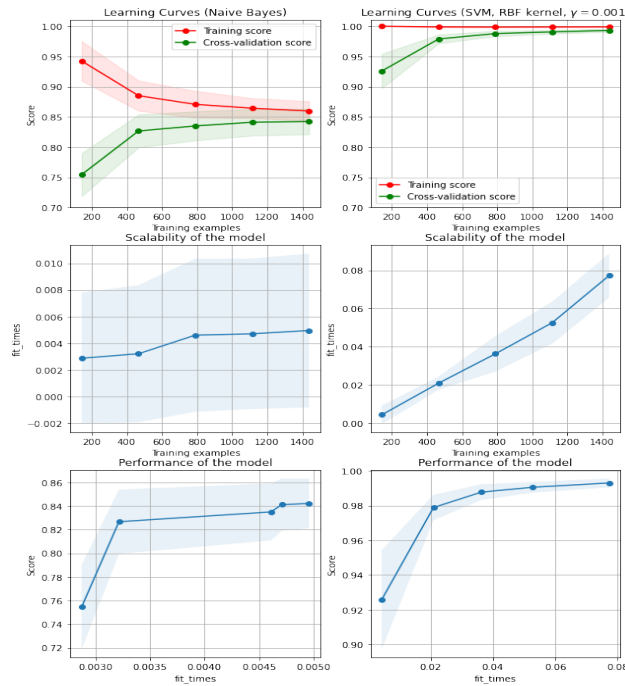 Learning Curves (Naive Bayes)
1.00
0.95
0.90
0.85
0.80
0.75
0.70
Score
Training score
Cross-validation score
200 400 600 800 1000 1200 1400
Training examples
Learning Curves (SVM, RBF kernel, γ = 0.001
1.00
0.95
0.90
0.85
0.80
0.75
0.70
Score
Training score
Cross-validation score
200 400 600 800 1000 1200 1400
Training examples
Scalability of the model
0.010
0.008
0.006
0.004
0.002
0.000
−0.002
fit_times
200 400 600 800 1000 1200 1400
Training examples
Scalability of the model
0.08
0.06
0.04
0.02
0.00
fit_times
200 400 600 800 1000 1200 1400
Training examples
Performance of the model
0.86
0.84
0.82
0.80
0.78
0.76
0.74
0.72
Score
0.0030 0.0035 0.0040 0.0045 0.0050
fit_times
Performance of the model
1.00
0.98
0.96
0.94
0.92
0.90
Score
0.02 0.04 0.06 0.08
fit_times